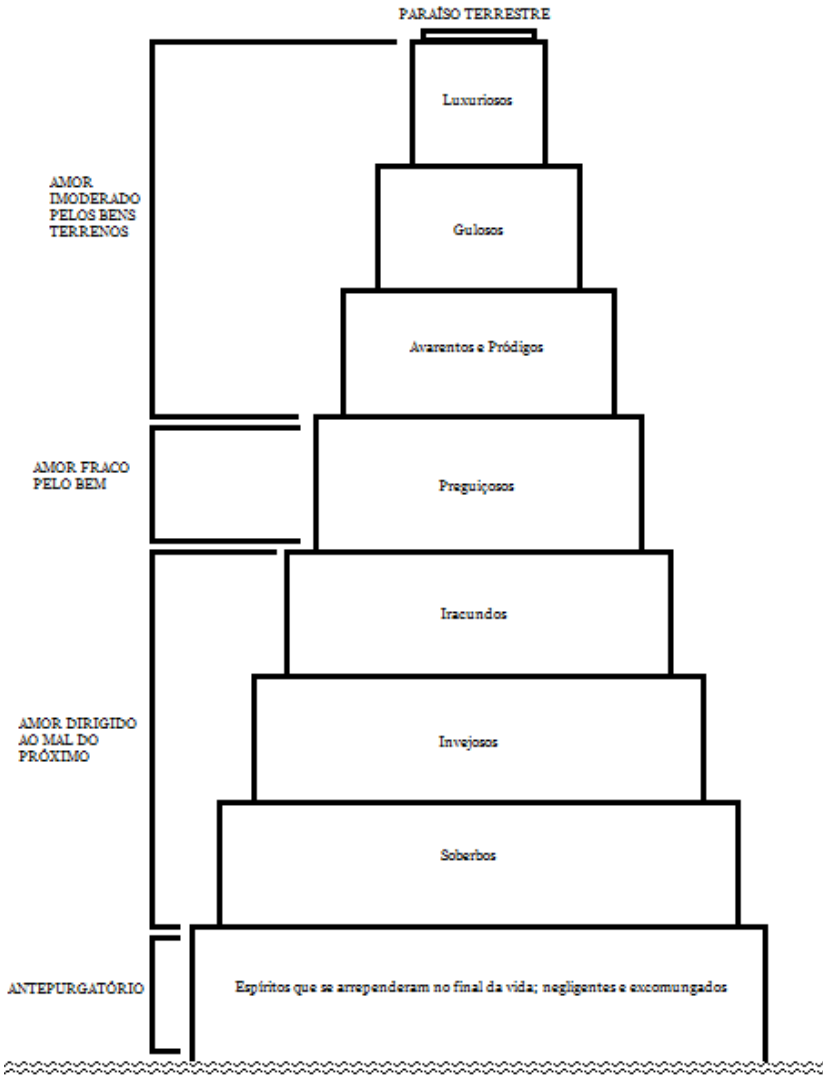 PARAÍSO TERRESTRE
Luxuriosos
AMOR
IMODERADO
PELOS BENS
TERRENOS
Gulosos
Avarentos e Pródigos
AMOR FRACO
PELO BEM
Preguiçosos
Iracundos
AMOR DIRIGIDO
AO MAL DO
PRÓXIMO
Invejosos
Soberbos
ANTEPURGATÓRIO
Espíritos que se arrependeram no final da vida; negligentes e excomungados